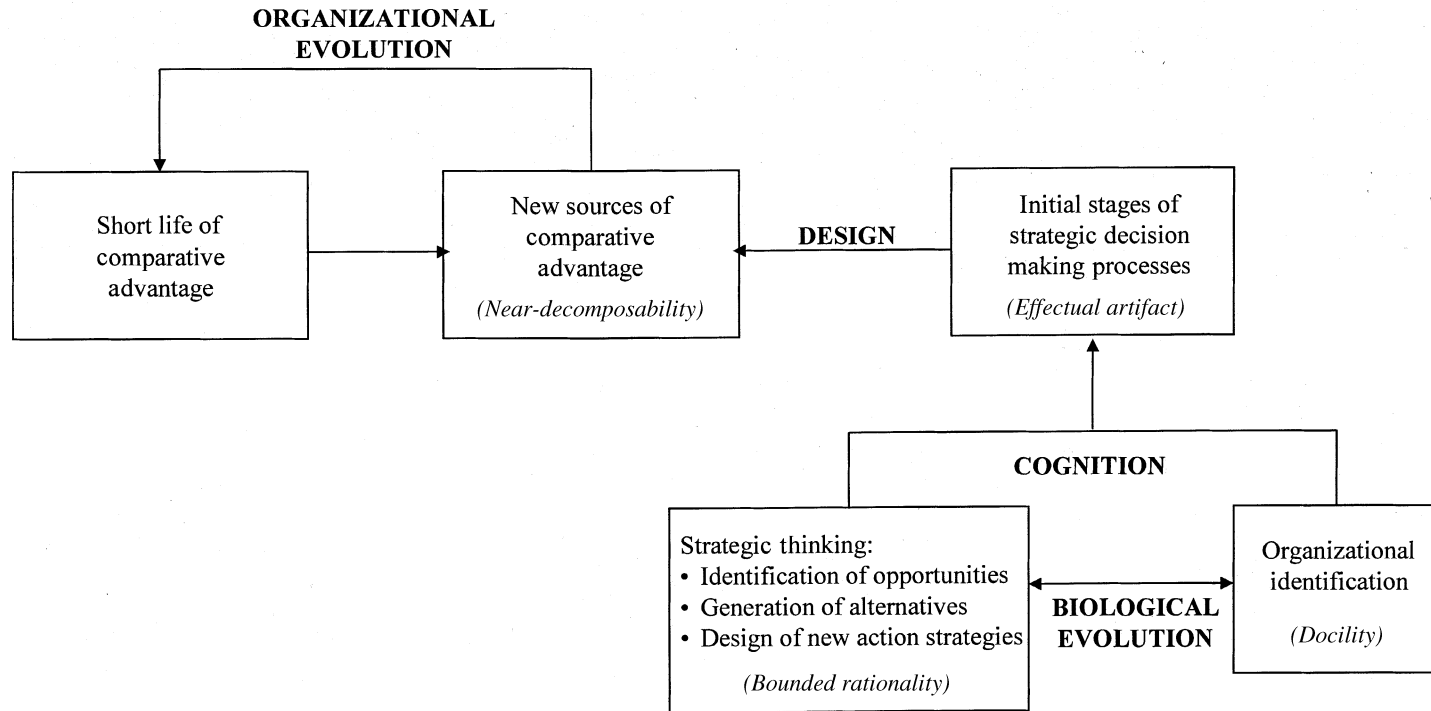 ORGANIZATIONAL
EVOLUTION
Short life of
comparative
advantage
New sources of
comparative
advantage
(Near-decomposability)
DESIGN
Initial stages of
strategic decision
making processes
(Effectual artifact)
COGNITION
Strategic thinking:
• Identification of opportunities
• Generation of alternatives
• Design of new action strategies
(Bounded rationality)
BIOLOGICAL
EVOLUTION
Organizational
identification
(Docility)